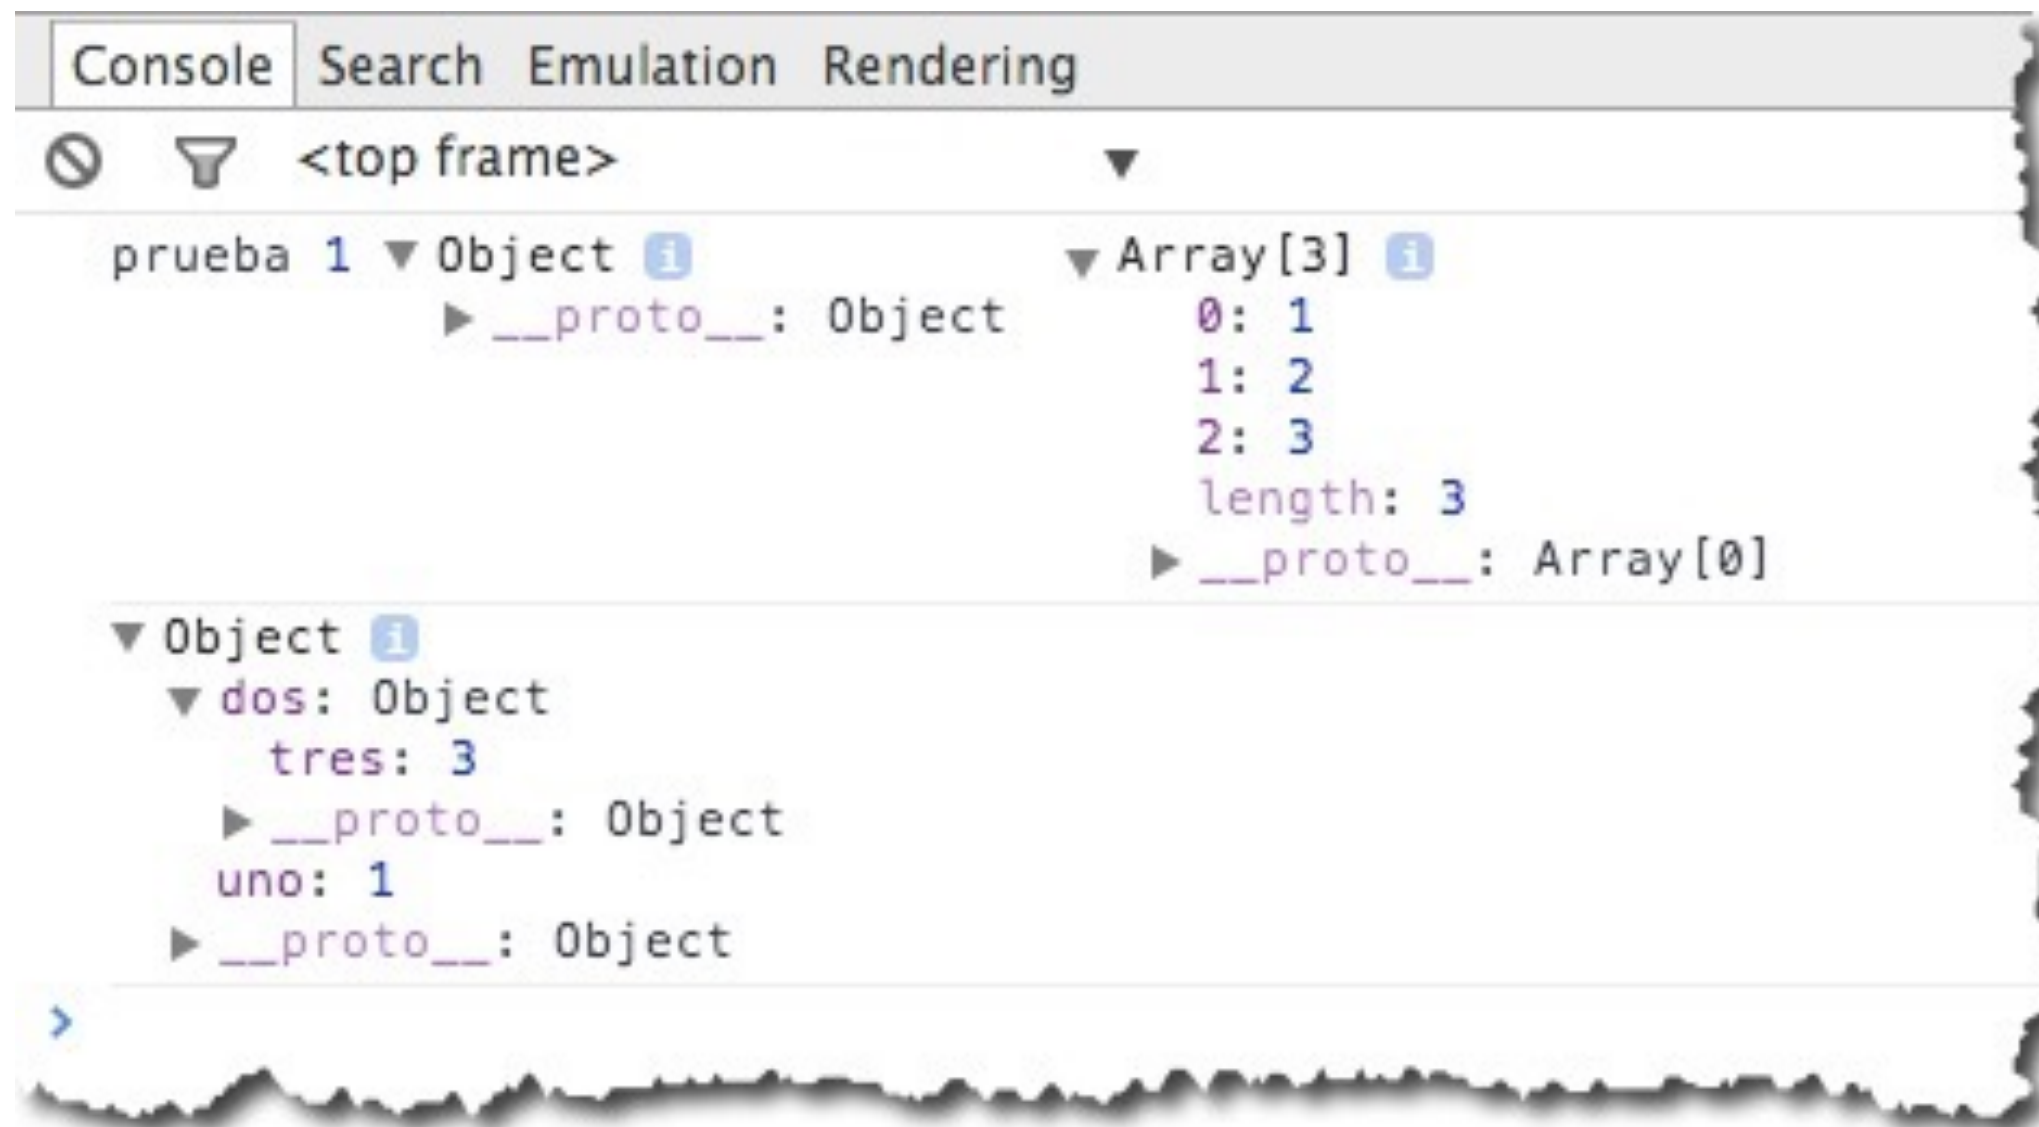 Console Search Emulation Rendering
<top frame>
prueba 1 ▼ Object i ▼ Array[3] i
▶ __proto__: Object 0: 1
1: 2
2: 3
length: 3
▶ __proto__: Array[0]
▼ Object i
▼ dos: Object
tres: 3
▶ __proto__: Object
uno: 1
▶ __proto__: Object
>